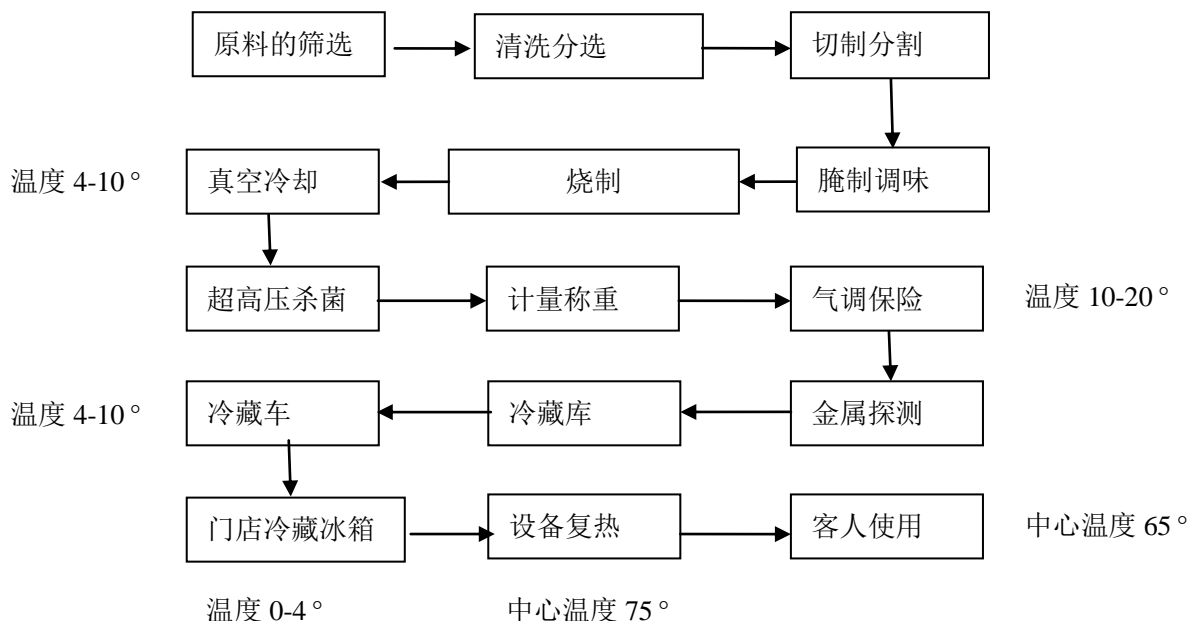 原料的筛选 清洗分选 切制分割
温度 4-10° 真空冷却 烧制 腌制调味
超高压杀菌 计量称重 气调保险 温度 10-20°
温度 4-10° 冷藏车 冷藏库 金属探测
门店冷藏冰箱 设备复热 客人使用 中心温度 65°
温度 0-4° 中心温度 75°